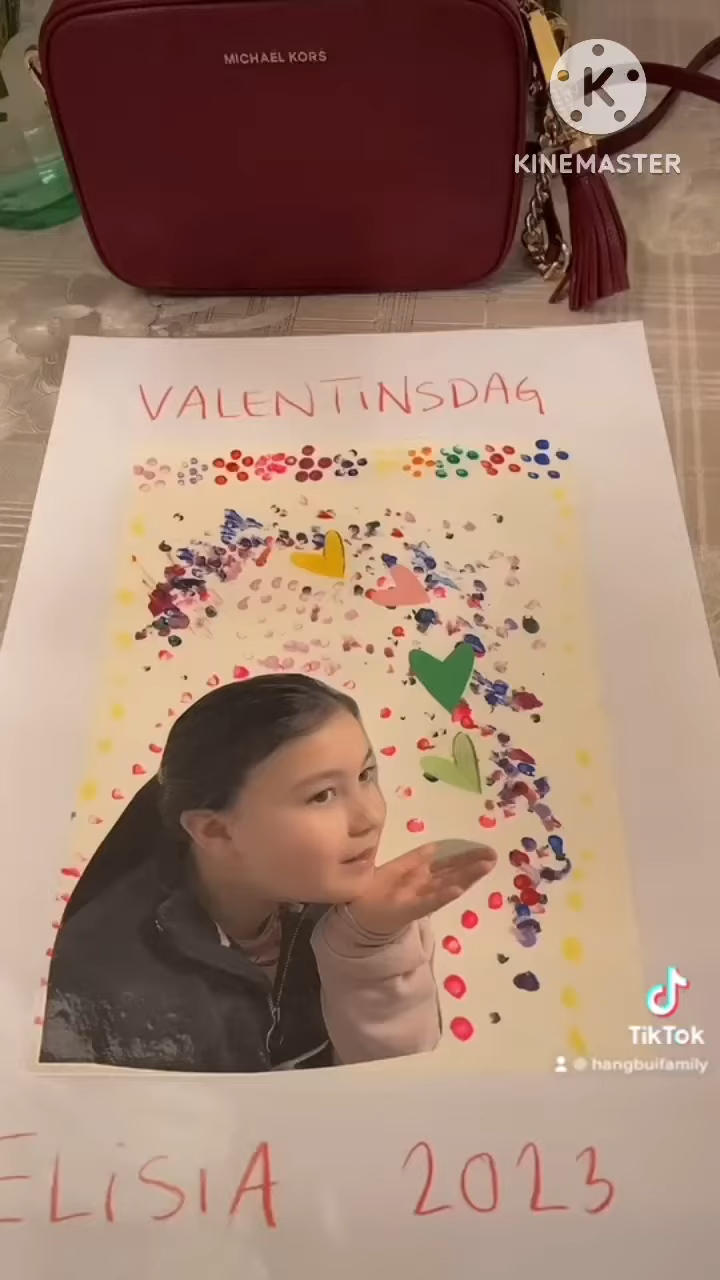 MICHAEL KORS
KINEMASTER
VALENTINSDAG
TikTok
@ hangbuifamily
ELISIA 2023